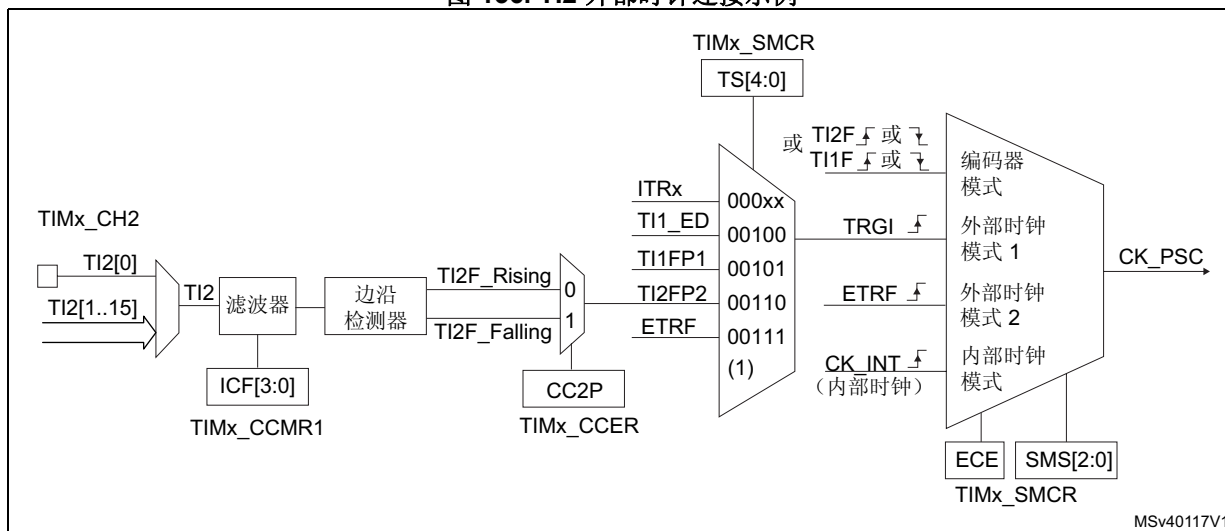 TIMx_SMCR
TS[4:0]
TIMx_CH2
TI2[0]
TI2[1..15]
TI2
滤波器
ICF[3:0]
TIMx_CCMR1
边沿
检测器
TI2F_Rising
TI2F_Falling
0
1
CC2P
TIMx_CCER
ITRx
TI1_ED
TI1FP1
TI2FP2
ETRF
000xx
00100
00101
00110
00111
(1)
或 TI2F 或
TI1F 或
TRGI
ETRF
CK_INT
（内部时钟）
编码器
模式
外部时钟
模式 1
外部时钟
模式 2
内部时钟
模式
CK_PSC
ECE
SMS[2:0]
TIMx_SMCR
MSv40117V1